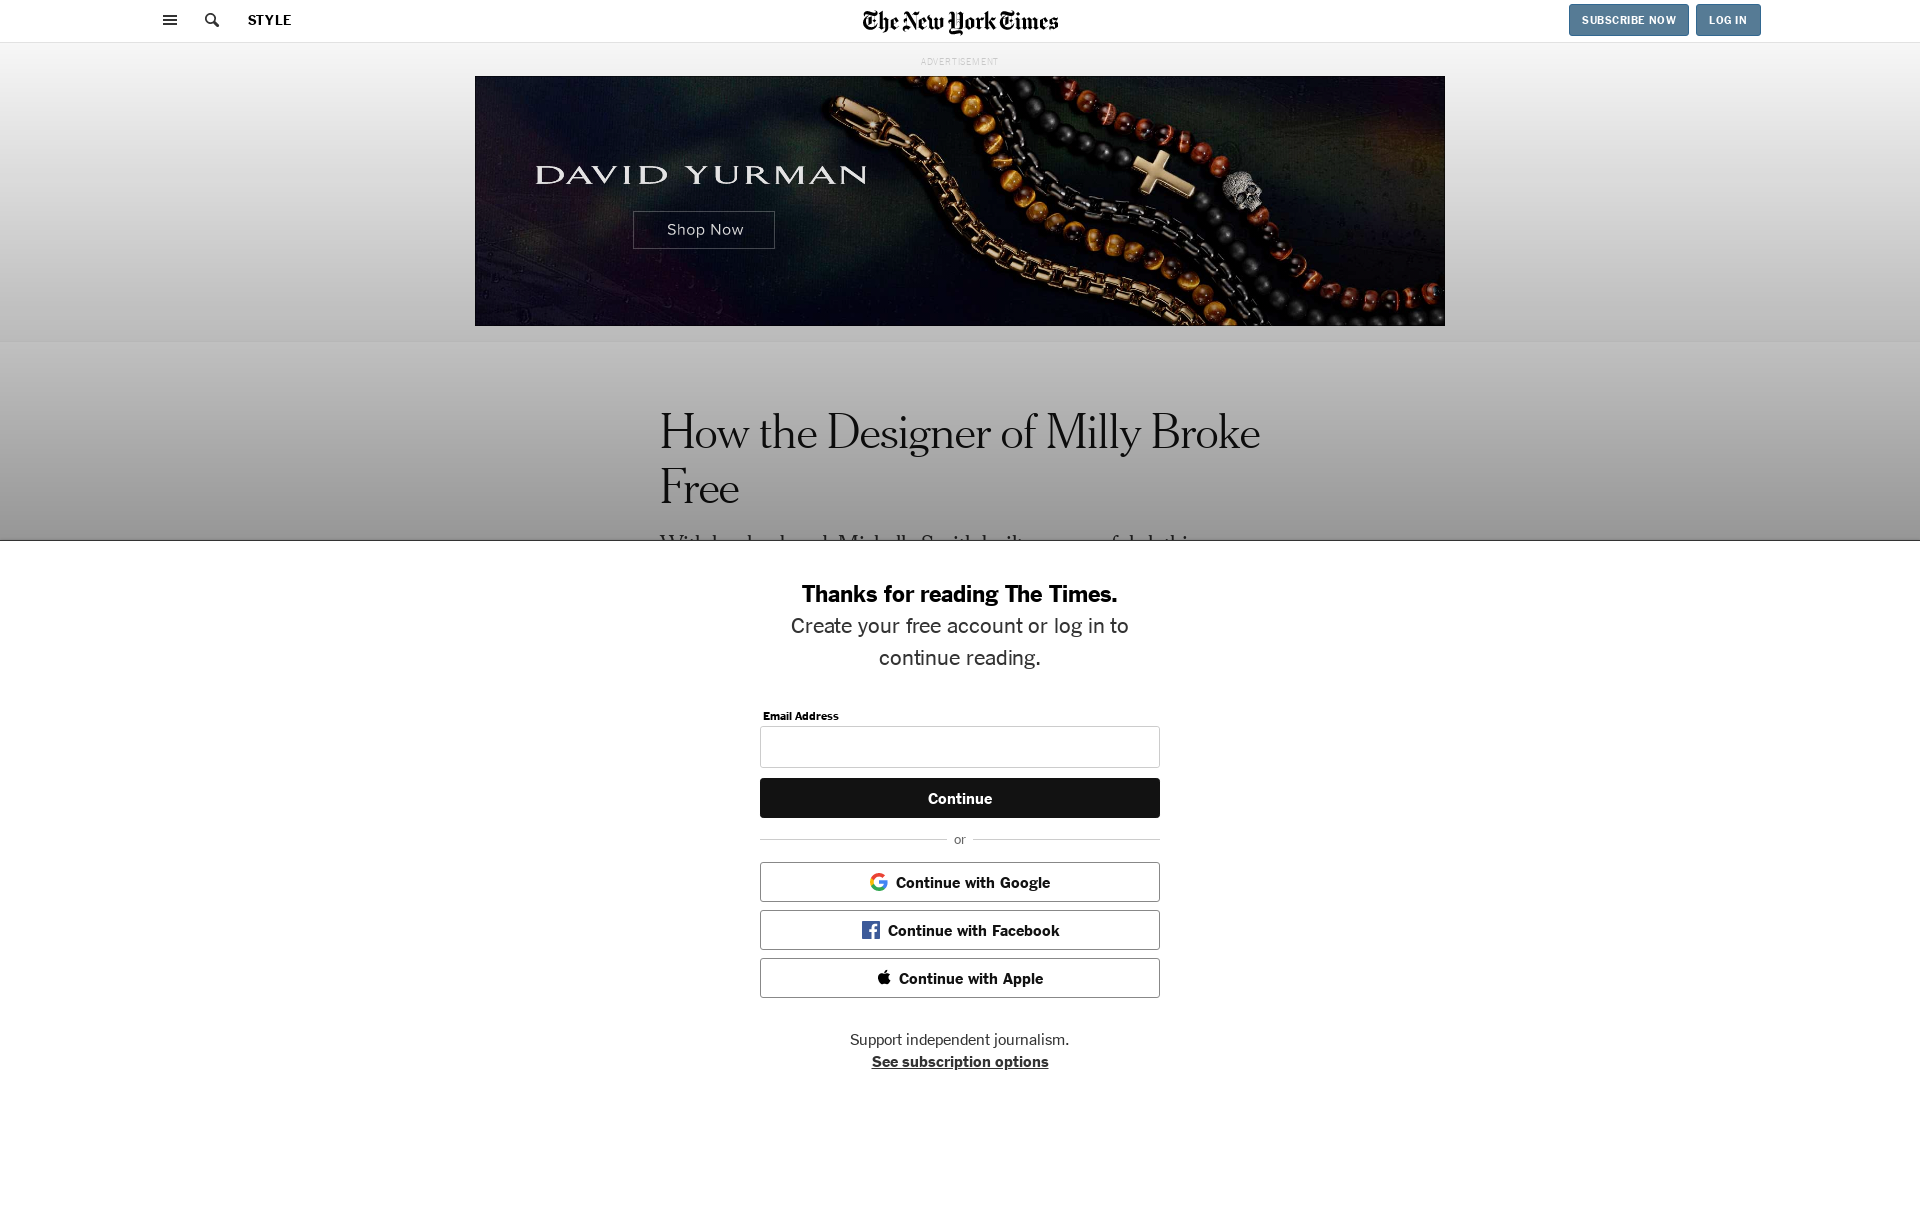 STYLE
The New York Times
SUBSCRIBE NOW
LOG IN
ADVERTISEMENT
DAVID YURMAN
Shop Now
How the Designer of Milly Broke
Free
Thanks for reading The Times.
Create your free account or log in to
continue reading.
Email Address
Continue
or
Continue with Google
Continue with Facebook
Continue with Apple
Support independent journalism.
See subscription options